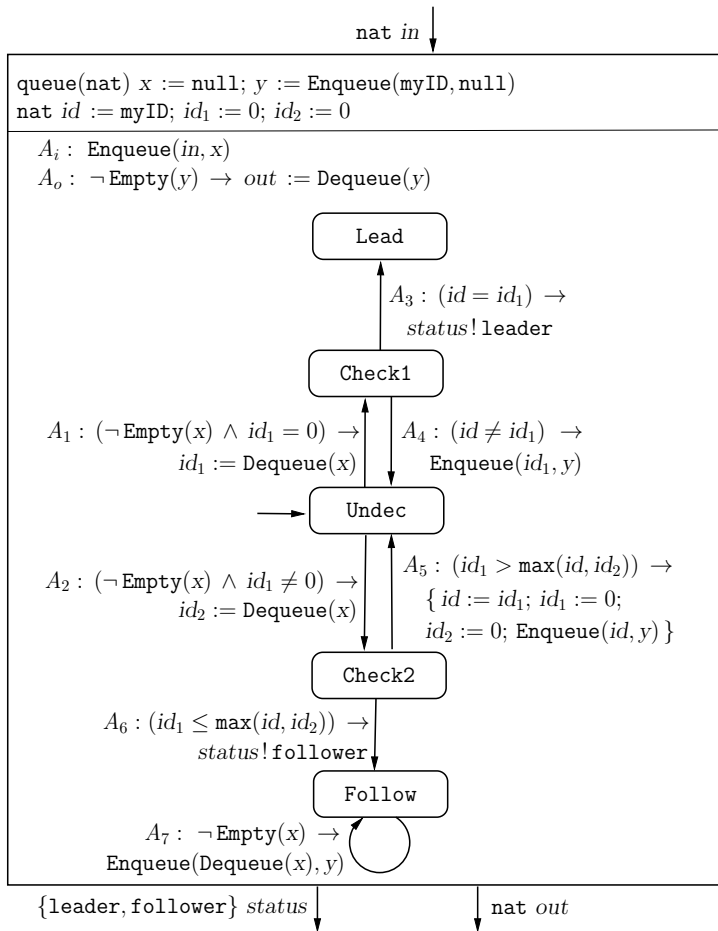 nat in
queue(nat) x := null; y := Enqueue(myID, null)
nat id := myID; id₁ := 0; id₂ := 0
Aᵢ : Enqueue(in, x)
Aₒ : ¬ Empty(y) → out := Dequeue(y)
Lead
A₃ : (id = id₁) →
status! leader
Check1
A₁ : (¬ Empty(x) ∧ id₁ = 0) →
id₁ := Dequeue(x)
A₄ : (id ≠ id₁) →
Enqueue(id₁, y)
Undec
A₂ : (¬ Empty(x) ∧ id₁ ≠ 0) →
id₂ := Dequeue(x)
A₅ : (id₁ > max(id, id₂)) →
{ id := id₁; id₁ := 0;
id₂ := 0; Enqueue(id, y) }
Check2
A₆ : (id₁ ≤ max(id, id₂)) →
status! follower
Follow
A₇ : ¬ Empty(x) →
Enqueue(Dequeue(x), y)
{leader, follower} status
nat out